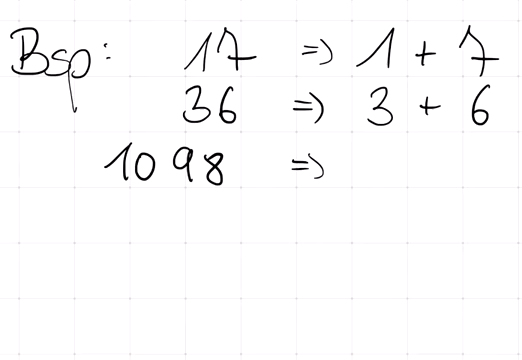 Bsp: 17 => 1 + 7
36 => 3 + 6
1098 =>